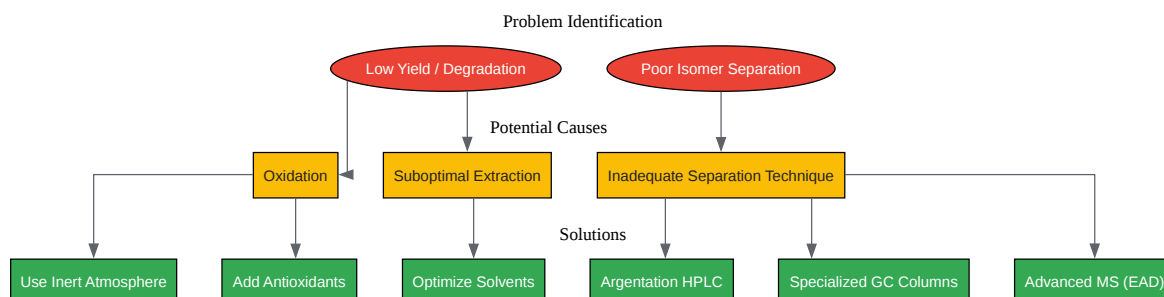 Problem Identification
Low Yield / Degradation
Poor Isomer Separation
Potential Causes
Oxidation
Suboptimal Extraction
Inadequate Separation Technique
Solutions
Use Inert Atmosphere
Add Antioxidants
Optimize Solvents
Argentation HPLC
Specialized GC Columns
Advanced MS (EAD)